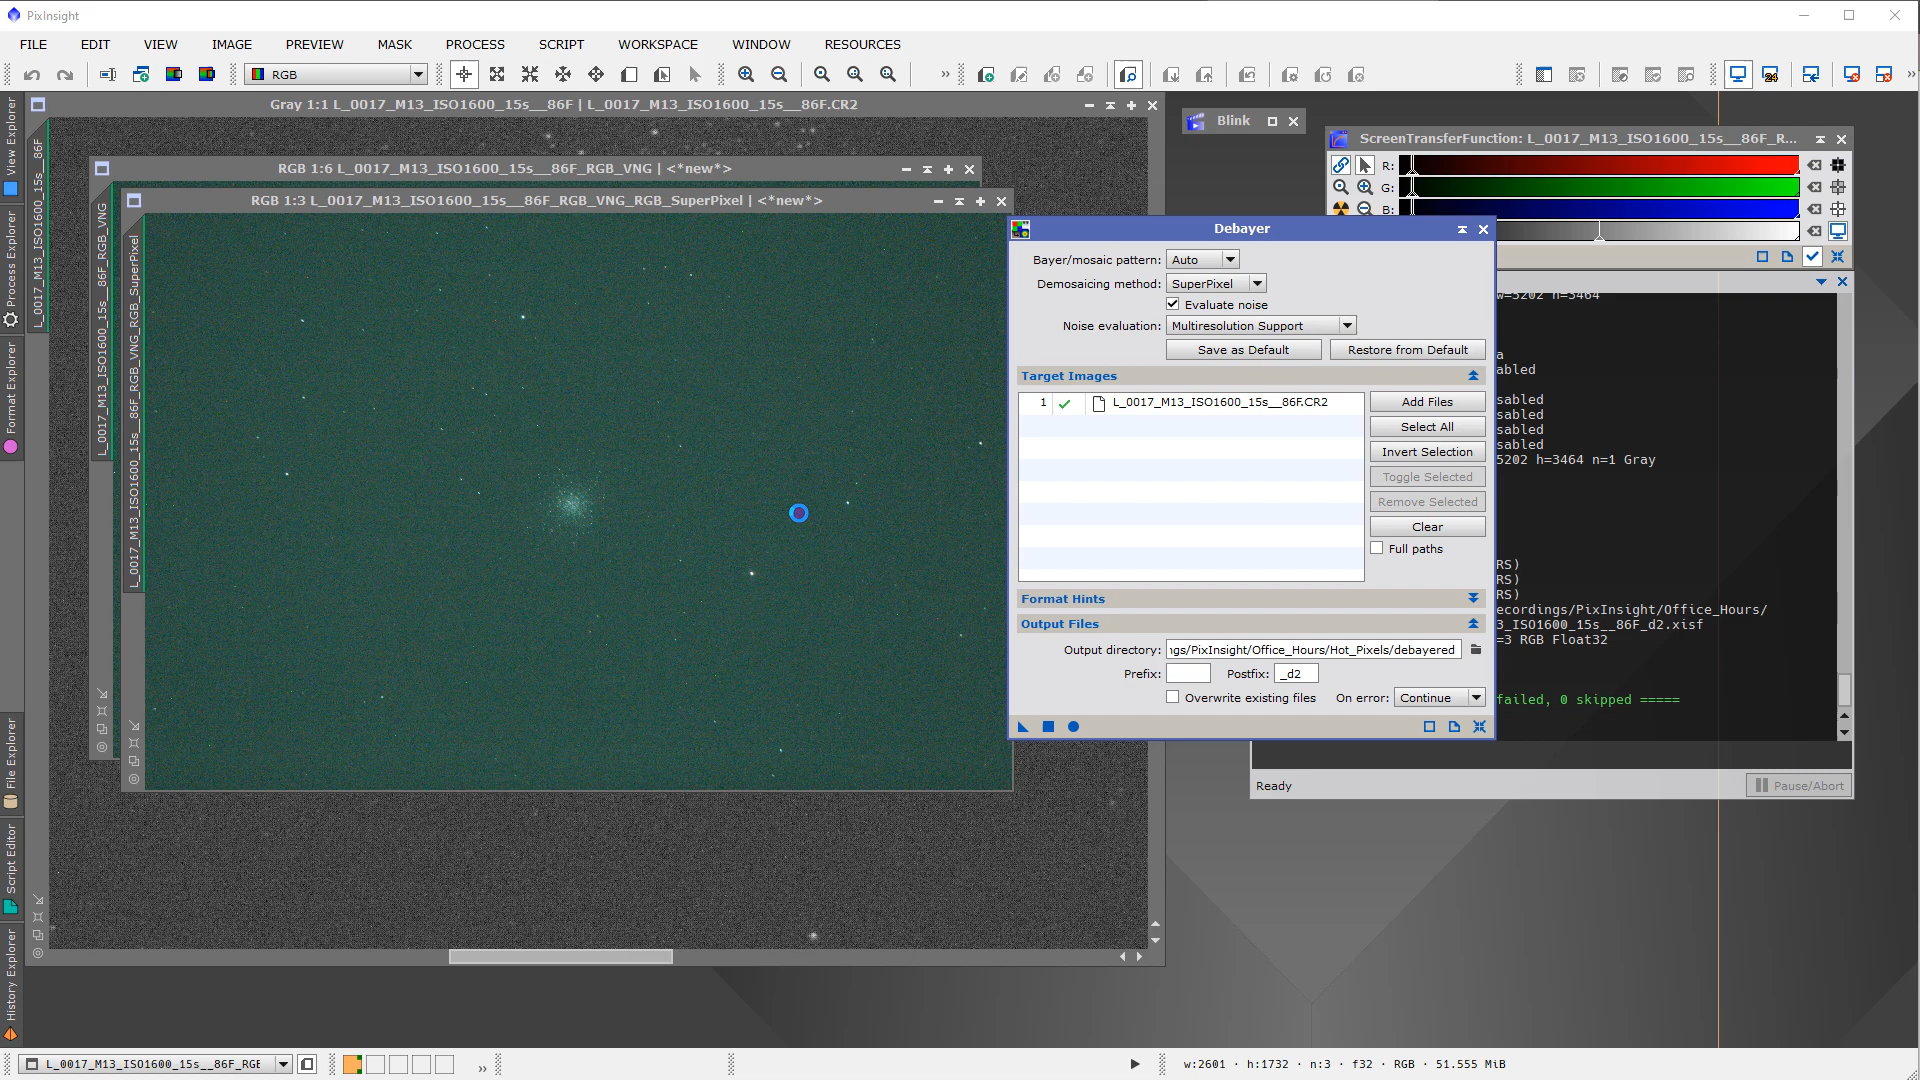 PixInsight
FILE EDIT VIEW IMAGE PREVIEW MASK PROCESS SCRIPT WORKSPACE WINDOW RESOURCES
RGB
24
View Explorer
Process Explorer
Format Explorer
File Explorer
Script Editor
History Explorer
Gray 1:1 L_0017_M13_ISO1600_15s__86F | L_0017_M13_ISO1600_15s__86F.CR2
L_0017_M13_ISO1600_15s__86F
RGB 1:6 L_0017_M13_ISO1600_15s__86F_RGB_VNG | <*new*>
L_0017_M13_ISO1600_15s__86F_RGB_VNG
RGB 1:3 L_0017_M13_ISO1600_15s__86F_RGB_VNG_RGB_SuperPixel | <*new*>
L_0017_M13_ISO1600_15s__86F_RGB_VNG_RGB_SuperPixel
Blink
ScreenTransferFunction: L_0017_M13_ISO1600_15s__86F_R...
R:
G:
B:
Debayer
Bayer/mosaic pattern: Auto
Demosaicing method: SuperPixel
Evaluate noise
Noise evaluation: Multiresolution Support
Save as Default Restore from Default
Target Images
1 L_0017_M13_ISO1600_15s__86F.CR2
Add Files
Select All
Invert Selection
Toggle Selected
Remove Selected
Clear
Full paths
Format Hints
Output Files
Output directory: ngs/PixInsight/Office_Hours/Hot_Pixels/debayered
Prefix: Postfix: _d2
Overwrite existing files On error: Continue
w=5202 h=3464
a
abled
sabled
sabled
sabled
sabled
5202 h=3464 n=1 Gray
RS)
RS)
RS)
ecordings/PixInsight/Office_Hours/
3_ISO1600_15s__86F_d2.xisf
=3 RGB Float32
failed, 0 skipped =====
Ready
Pause/Abort
L_0017_M13_ISO1600_15s__86F_RGB
w:2601 · h:1732 · n:3 · f32 · RGB · 51.555 MiB